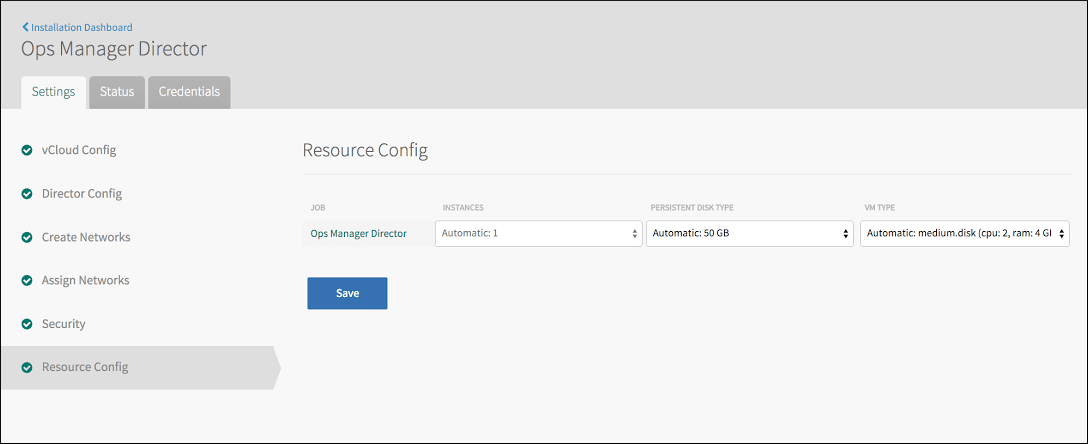 Installation Dashboard
Ops Manager Director
Settings Status Credentials
vCloud Config
Director Config
Create Networks
Assign Networks
Security
Resource Config
Resource Config
JOB INSTANCES PERSISTENT DISK TYPE VM TYPE
Ops Manager Director Automatic: 1 Automatic: 50 GB Automatic: medium.disk (cpu: 2, ram: 4
Save